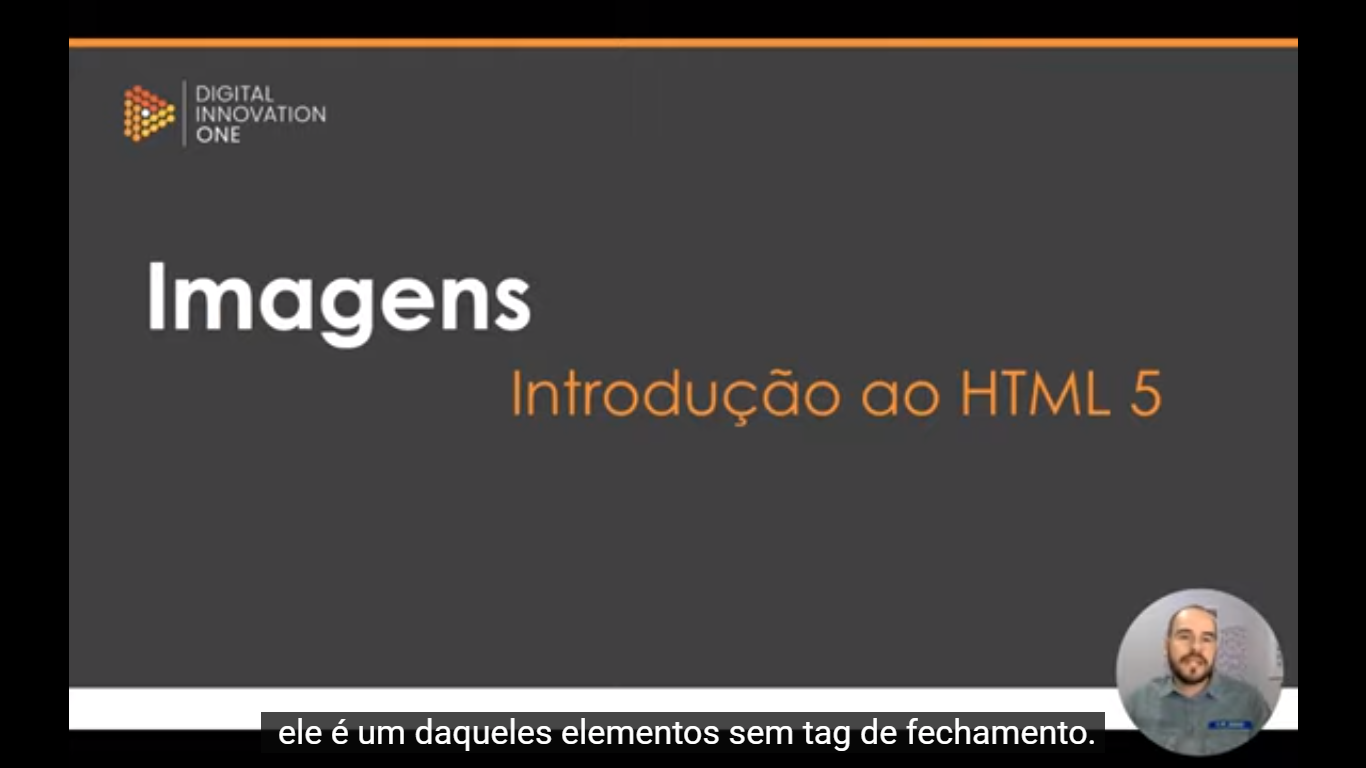 DIGITAL
INNOVATION
ONE
Imagens
Introdução ao HTML 5
ele é um daqueles elementos sem tag de fechamento.